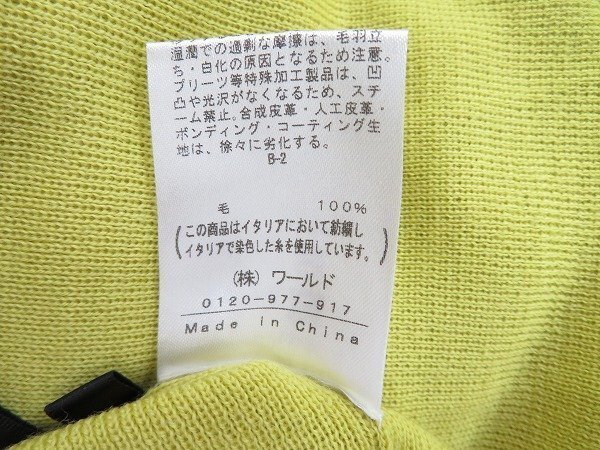 湿潤での過剰な摩擦は、毛羽立
ち・白化の原因となるため注意。
プリーツ等特殊加工製品は、凹
凸や光沢がなくなるため、スチ
ーム禁止。合成皮革・人工皮革・
ボンディング・コーティング生
地は、徐々に劣化する。
B-2
毛 100%
(この商品はイタリアにおいて紡績し
イタリアで染色した糸を使用しています。)
(株) ワールド
0120-977-917
Made in China